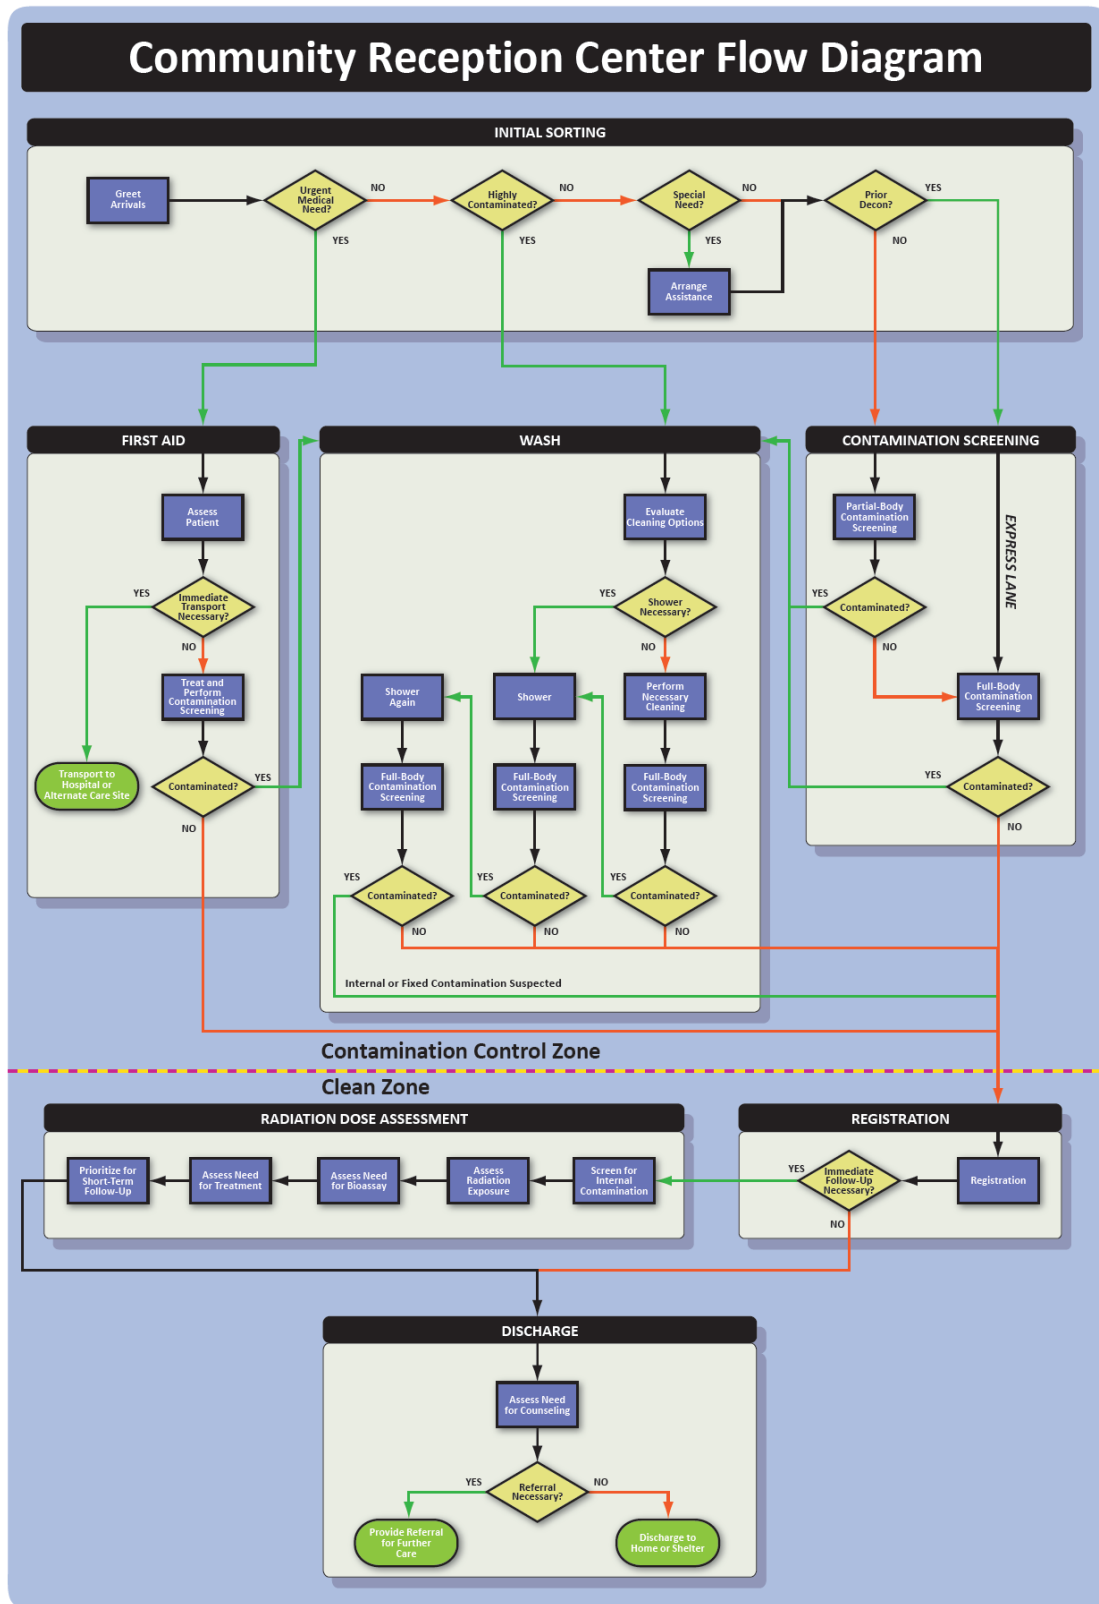 Community Reception Center Flow Diagram
INITIAL SORTING
Greet
Arrivals
Urgent
Medical
Need?
NO
YES
Highly
Contaminated?
NO
YES
Special
Need?
NO
YES
Arrange
Assistance
Prior
Decon?
YES
NO
FIRST AID
Assess
Patient
Immediate
Transport
Necessary?
YES
NO
Treat and
Perform
Contamination
Screening
Transport to
Hospital or
Alternate Care Site
Contaminated?
YES
NO
WASH
Evaluate
Cleaning Options
Shower
Necessary?
YES
NO
Shower
Again
Shower
Perform
Necessary
Cleaning
Full-Body
Contamination
Screening
Full-Body
Contamination
Screening
Full-Body
Contamination
Screening
YES
Contaminated?
NO
YES
Contaminated?
NO
YES
Contaminated?
NO
Internal or Fixed Contamination Suspected
CONTAMINATION SCREENING
Partial-Body
Contamination
Screening
EXPRESS LANE
YES
Contaminated?
NO
Full-Body
Contamination
Screening
YES
Contaminated?
NO
Contamination Control Zone
Clean Zone
RADIATION DOSE ASSESSMENT
Prioritize for
Short-Term
Follow-Up
Assess Need
for Treatment
Assess Need
for Bioassay
Assess
Radiation
Exposure
Screen for
Internal
Contamination
REGISTRATION
YES
Immediate
Follow-Up
Necessary?
NO
Registration
DISCHARGE
Assess Need
for Counseling
YES
Referral
Necessary?
NO
Provide Referral
for Further
Care
Discharge to
Home or Shelter